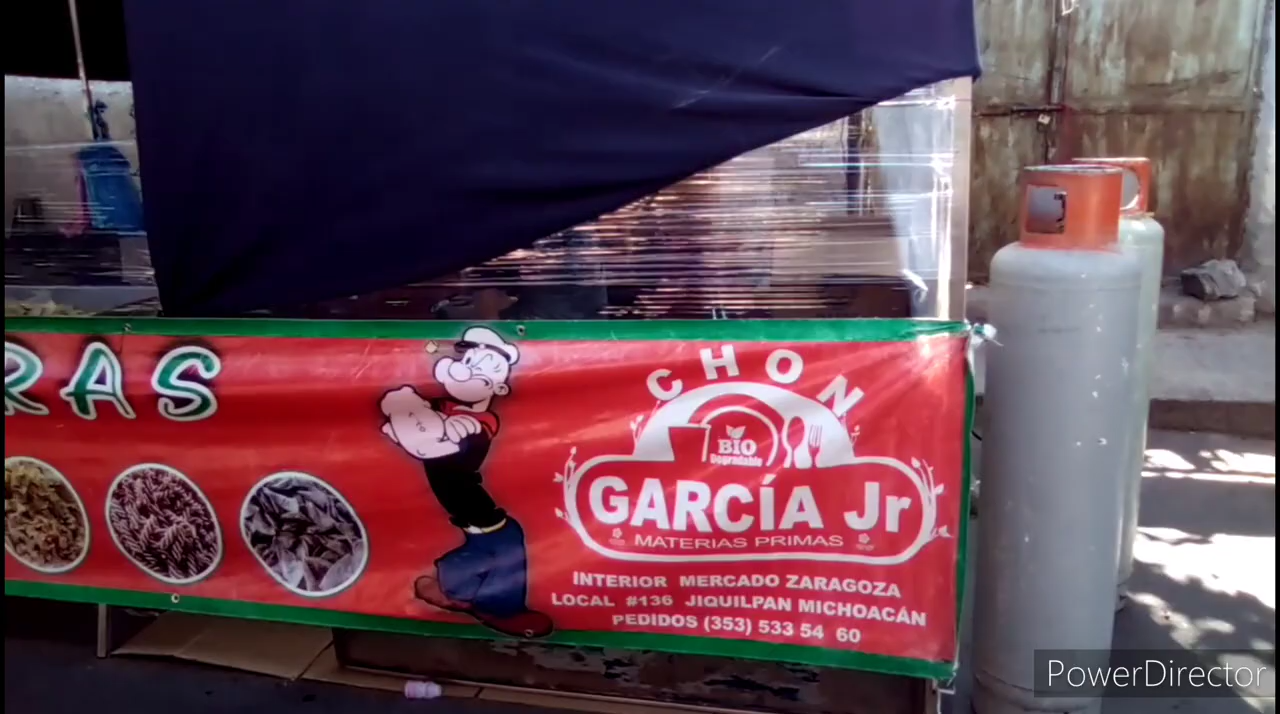 RAS
CHON
BIO
Degradable
GARCÍA Jr
MATERIAS PRIMAS
INTERIOR MERCADO ZARAGOZA
LOCAL #136 JIQUILPAN MICHOACÁN
PEDIDOS (353) 533 54 60
PowerDirector